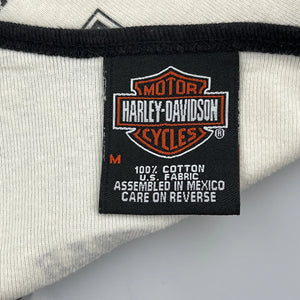 MOTOR
HARLEY-DAVIDSON
CYCLES
®
M
100% COTTON
U.S. FABRIC
ASSEMBLED IN MEXICO
CARE ON REVERSE